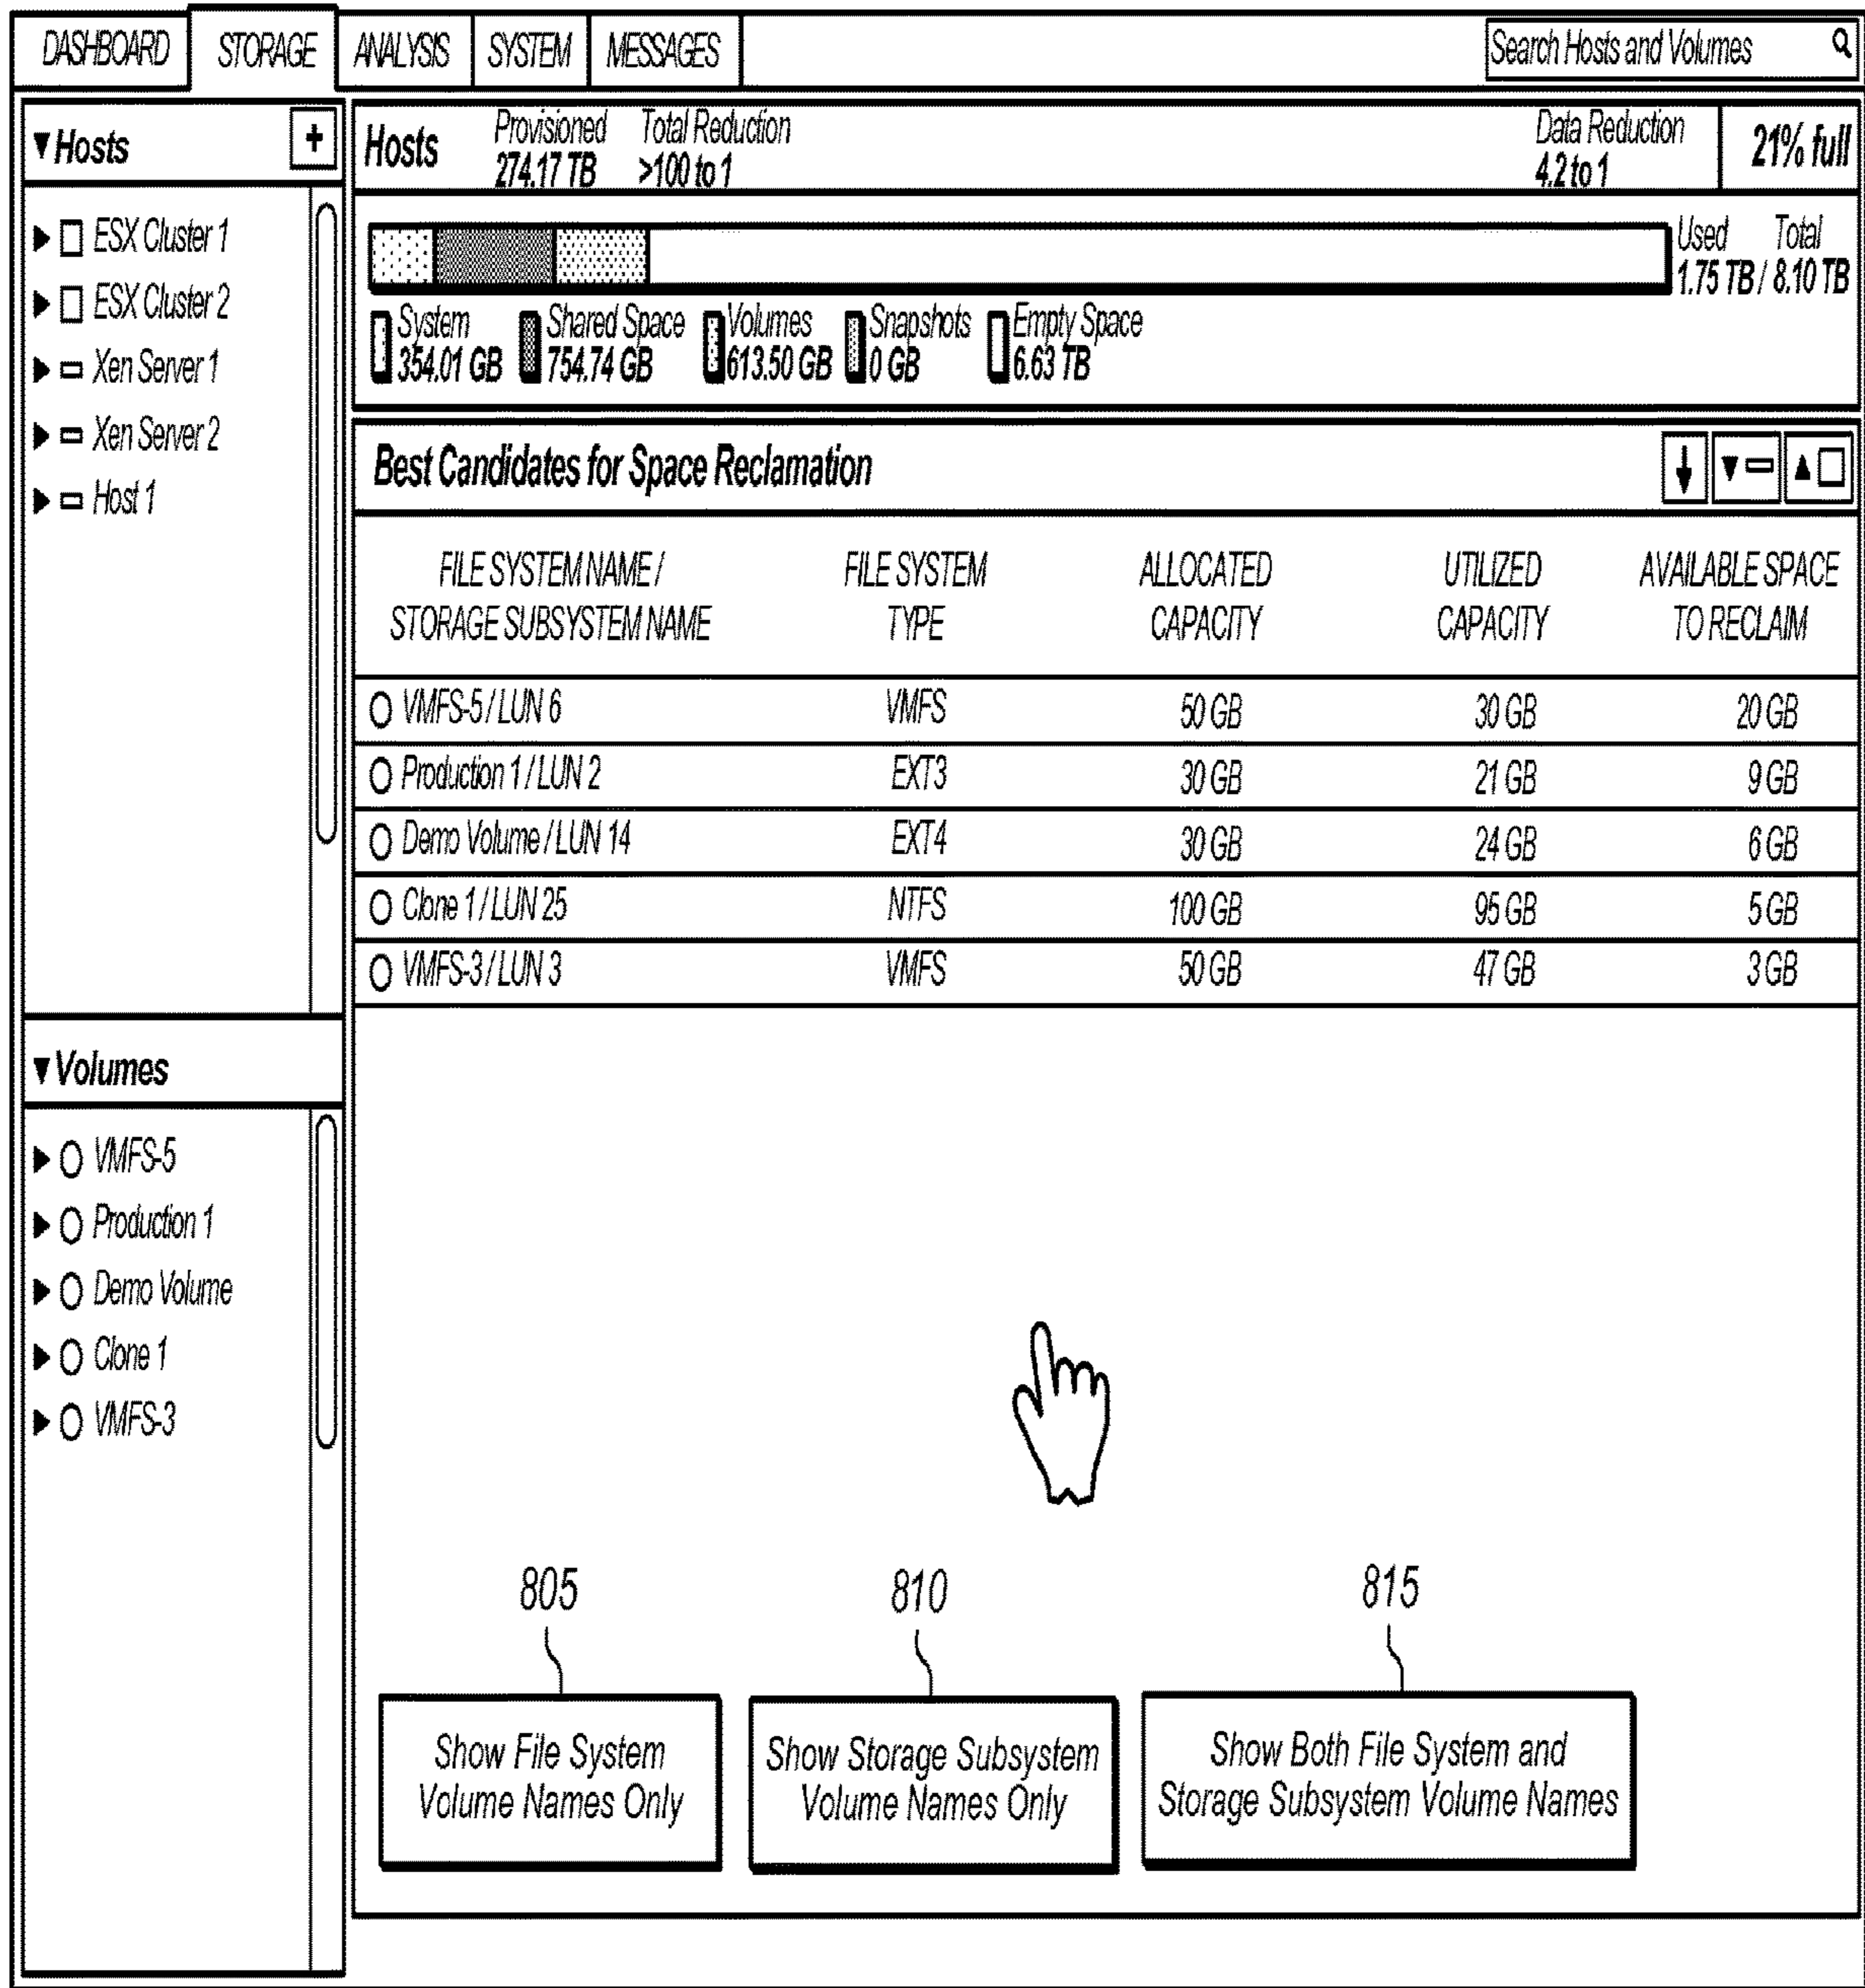 DASHBOARD STORAGE ANALYSIS SYSTEM MESSAGES Search Hosts and Volumes
Hosts +
ESX Cluster 1
ESX Cluster 2
Xen Server 1
Xen Server 2
Host 1
Volumes
VMFS-5
Production 1
Demo Volume
Clone 1
VMFS-3
Hosts Provisioned Total Reduction Data Reduction 21% full
274.17 TB >100 to 1 4.2 to 1
Used Total
1.75 TB / 8.10 TB
System Shared Space Volumes Snapshots Empty Space
354.01 GB 754.74 GB 613.50 GB 0 GB 6.63 TB
Best Candidates for Space Reclamation
FILE SYSTEM NAME / FILE SYSTEM ALLOCATED UTILIZED AVAILABLE SPACE
STORAGE SUBSYSTEM NAME TYPE CAPACITY CAPACITY TO RECLAIM
VMFS-5 / LUN 6 VMFS 50 GB 30 GB 20 GB
Production 1 / LUN 2 EXT3 30 GB 21 GB 9 GB
Demo Volume / LUN 14 EXT4 30 GB 24 GB 6 GB
Clone 1 / LUN 25 NTFS 100 GB 95 GB 5 GB
VMFS-3 / LUN 3 VMFS 50 GB 47 GB 3 GB
805 810 815
Show File System Show Storage Subsystem Show Both File System and
Volume Names Only Volume Names Only Storage Subsystem Volume Names